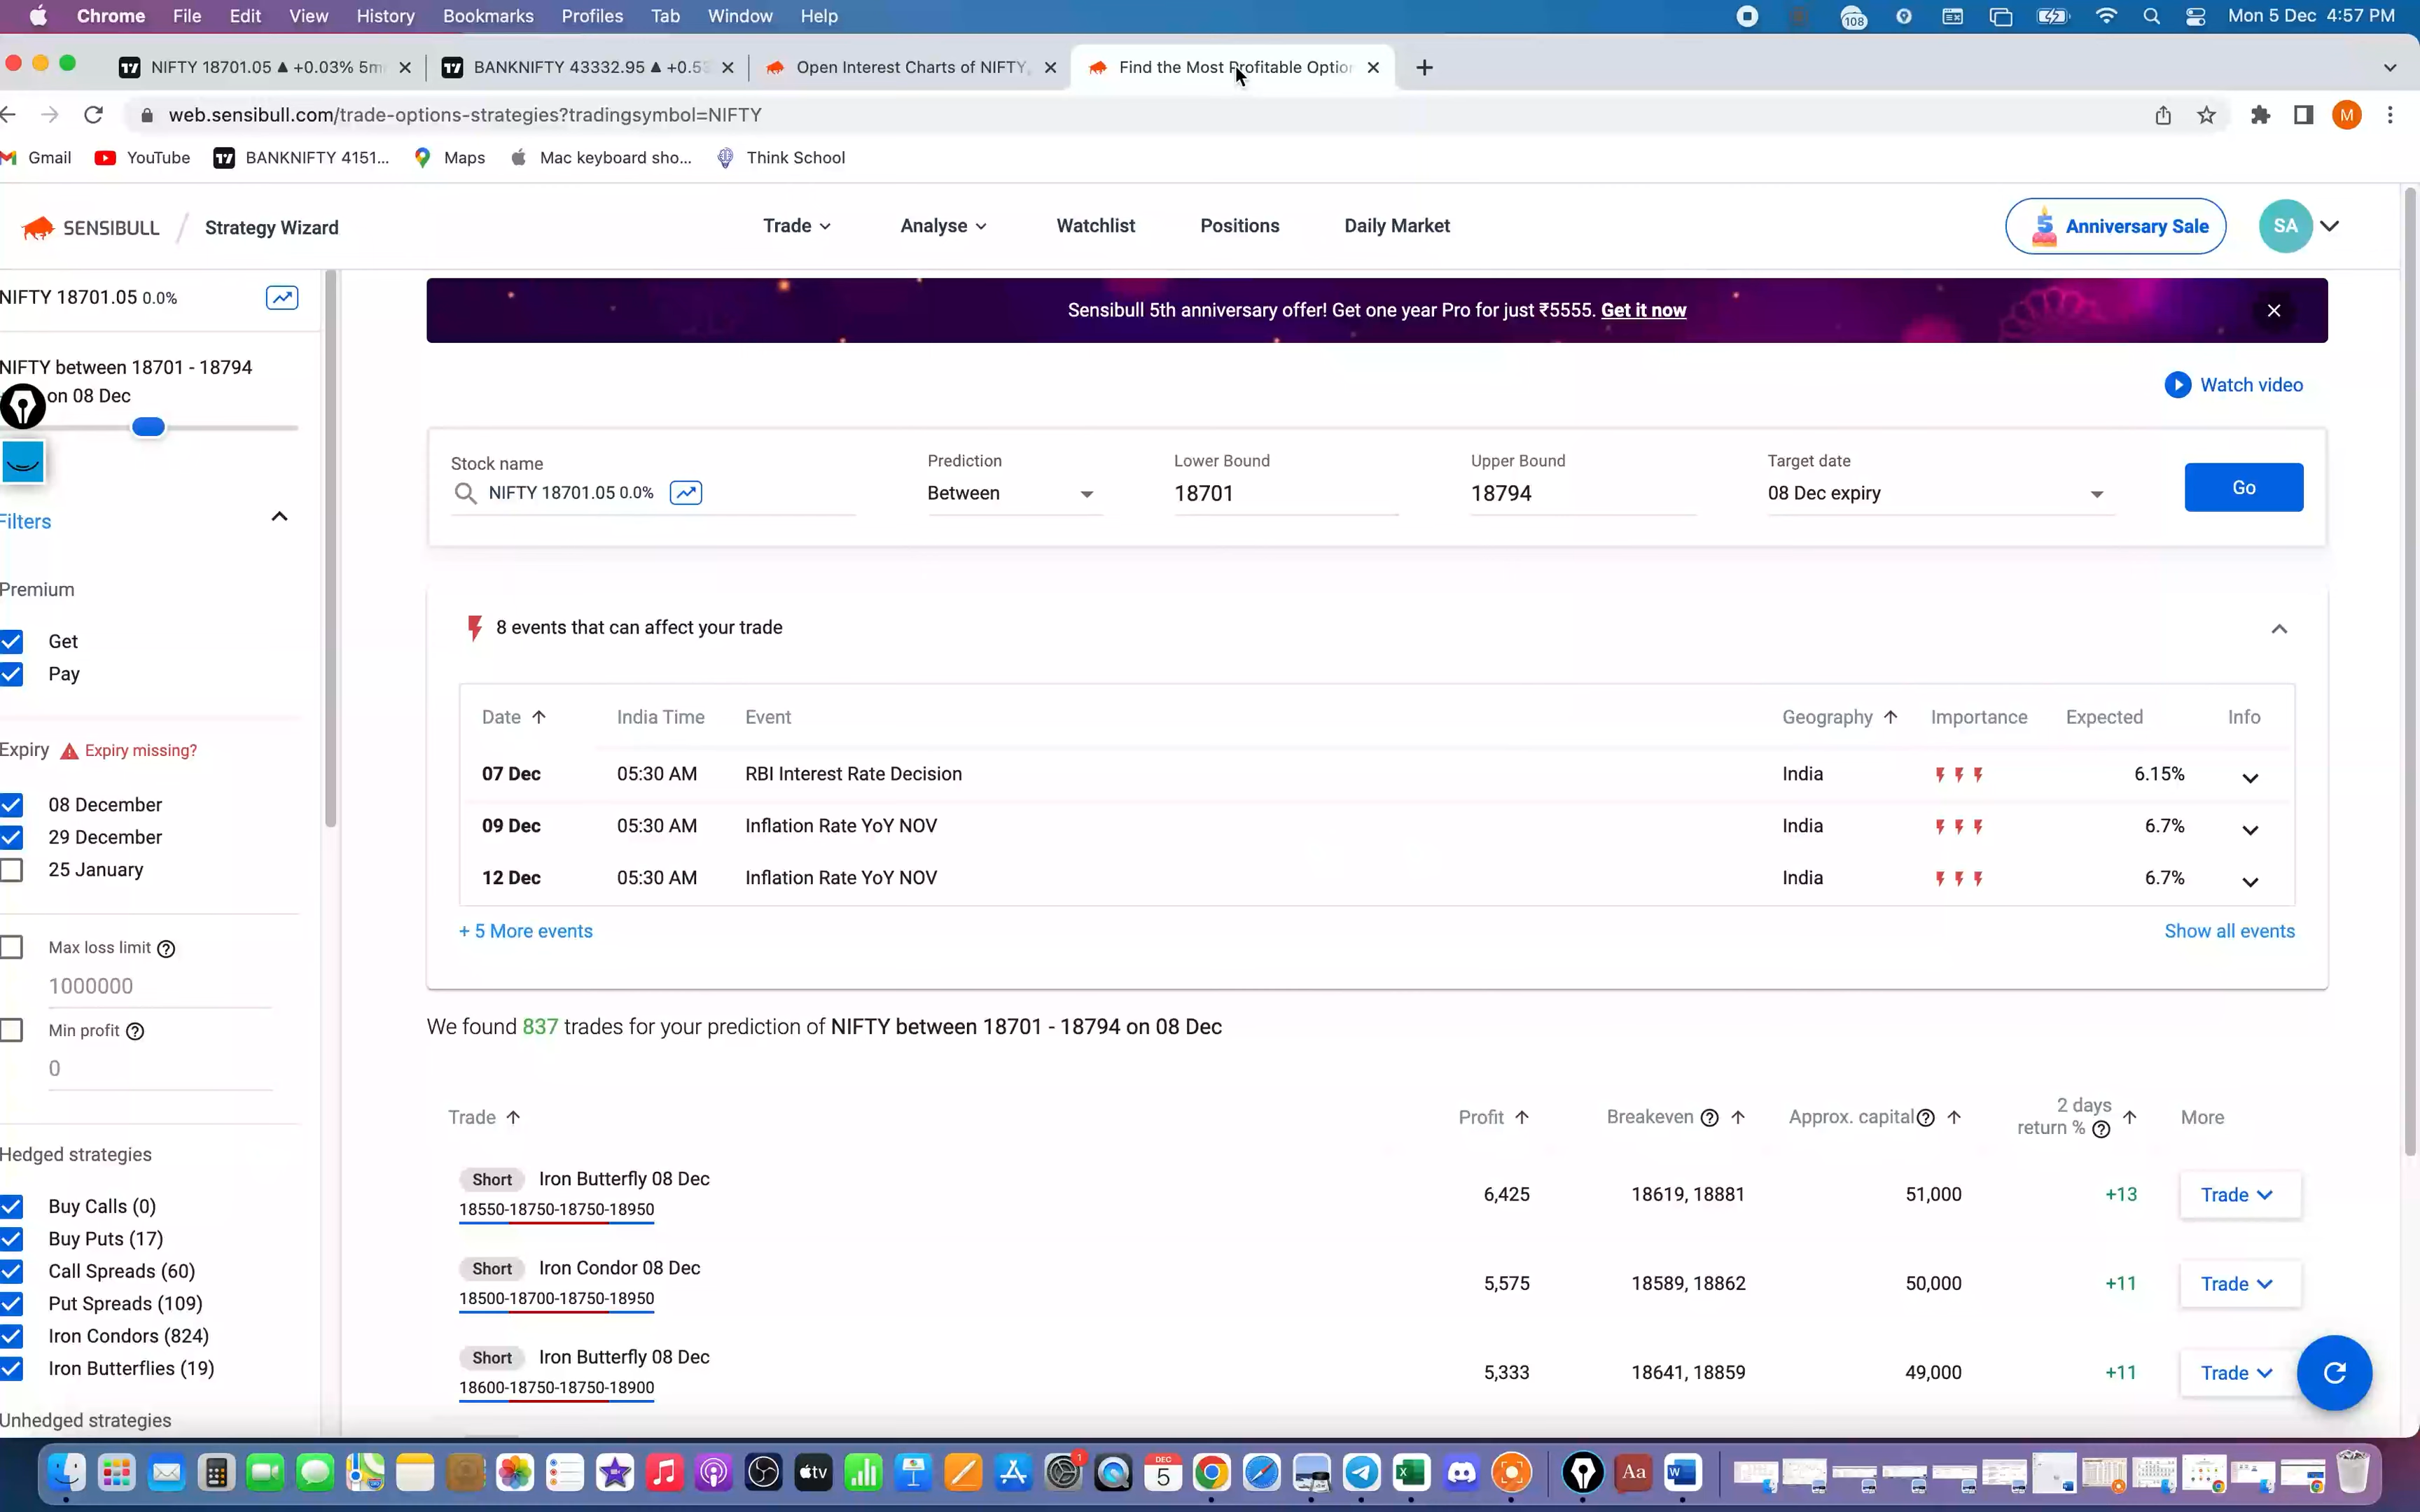 Chrome File Edit View History Bookmarks Profiles Tab Window Help
108
Mon 5 Dec 4:57 PM
NIFTY 18701.05 ▲ +0.03% 5m
BANKNIFTY 43332.95 ▲ +0.5
Open Interest Charts of NIFTY,
Find the Most Profitable Option
web.sensibull.com/trade-options-strategies?tradingsymbol=NIFTY
M
Gmail YouTube BANKNIFTY 4151... Maps Mac keyboard sho... Think School
SENSIBULL / Strategy Wizard
Trade Analyse Watchlist Positions Daily Market
5 Anniversary Sale
SA
NIFTY 18701.05 0.0%
NIFTY between 18701 - 18794
on 08 Dec
Filters
Premium
Get
Pay
Expiry Expiry missing?
08 December
29 December
25 January
Max loss limit
1000000
Min profit
0
Hedged strategies
Buy Calls (0)
Buy Puts (17)
Call Spreads (60)
Put Spreads (109)
Iron Condors (824)
Iron Butterflies (19)
Unhedged strategies
Sensibull 5th anniversary offer! Get one year Pro for just ₹5555. Get it now
Watch video
Stock name Prediction Lower Bound Upper Bound Target date
NIFTY 18701.05 0.0% Between 18701 18794 08 Dec expiry Go
8 events that can affect your trade
Date India Time Event Geography Importance Expected Info
07 Dec 05:30 AM RBI Interest Rate Decision India 6.15%
09 Dec 05:30 AM Inflation Rate YoY NOV India 6.7%
12 Dec 05:30 AM Inflation Rate YoY NOV India 6.7%
+ 5 More events Show all events
We found 837 trades for your prediction of NIFTY between 18701 - 18794 on 08 Dec
Trade Profit Breakeven Approx. capital 2 days return % More
Short Iron Butterfly 08 Dec
18550-18750-18750-18950 6,425 18619, 18881 51,000 +13 Trade
Short Iron Condor 08 Dec
18500-18700-18750-18950 5,575 18589, 18862 50,000 +11 Trade
Short Iron Butterfly 08 Dec
18600-18750-18750-18900 5,333 18641, 18859 49,000 +11 Trade
tv
1
DEC
5
Aa